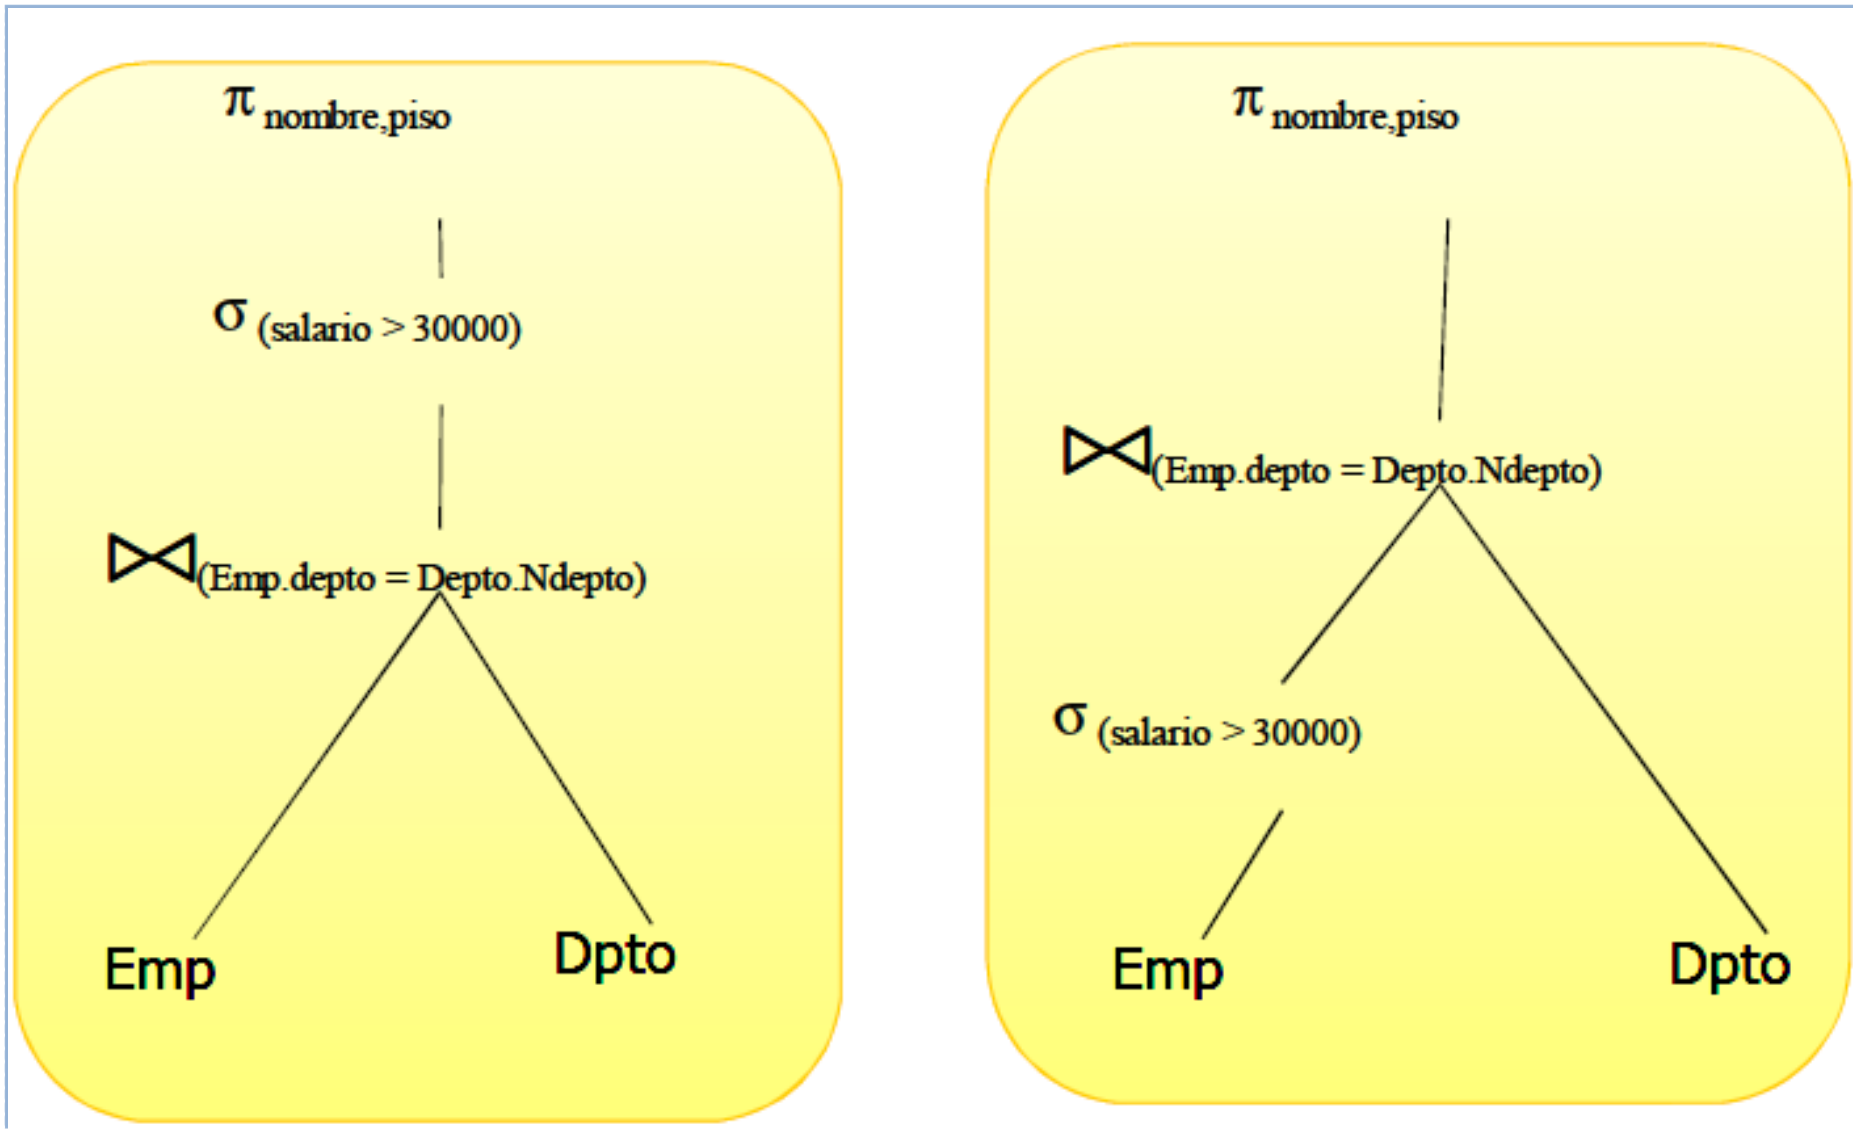 π nombre,piso
σ (salario > 30000)
⋈(Emp.depto = Depto.Ndepto)
Emp
Dpto
π nombre,piso
⋈(Emp.depto = Depto.Ndepto)
σ (salario > 30000)
Emp
Dpto